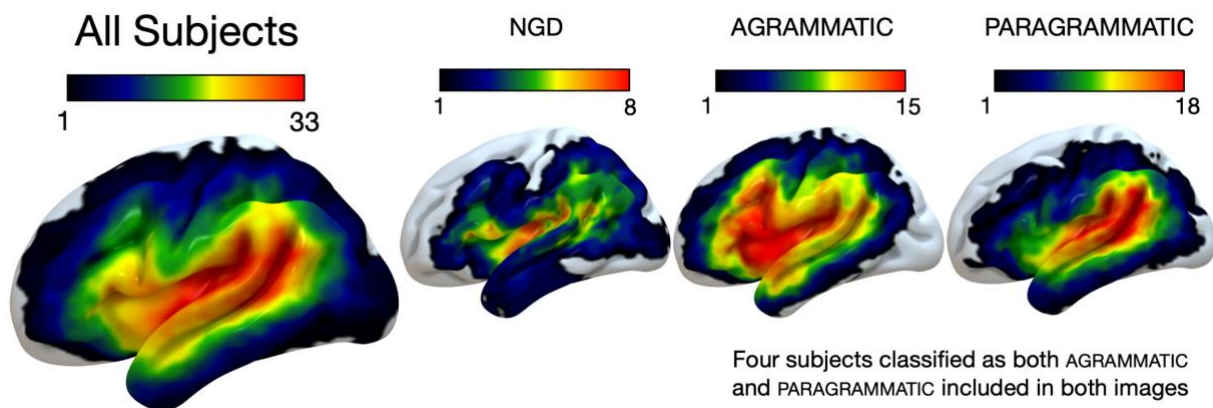 All Subjects
1 33
NGD
1 8
AGRAMMATIC
1 15
PARAGRAMMATIC
1 18
Four subjects classified as both AGRAMMATIC
and PARAGRAMMATIC included in both images